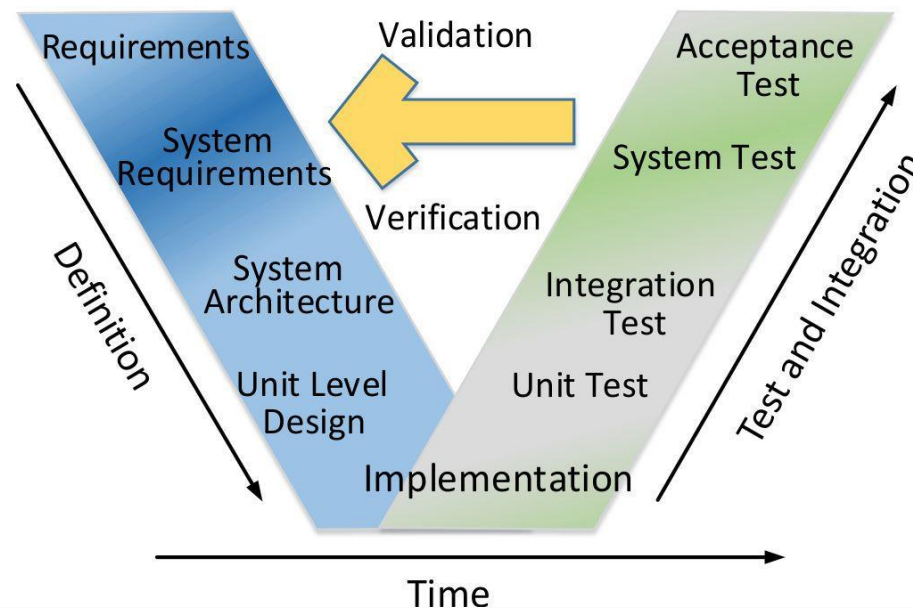 Requirements
Validation
Acceptance
Test
System
Requirements
System Test
Verification
Definition
System
Architecture
Integration
Test
Test and Integration
Unit Level
Design
Unit Test
Implementation
Time